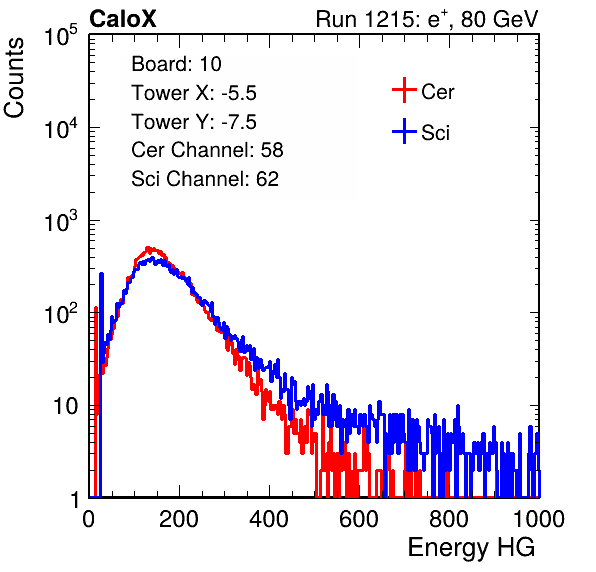 CaloX Run 1215: e⁺, 80 GeV
Counts
Board: 10
Tower X: -5.5
Tower Y: -7.5
Cer Channel: 58
Sci Channel: 62
Cer
Sci
10⁵
10⁴
10³
10²
10
1
0 200 400 600 800 1000
Energy HG